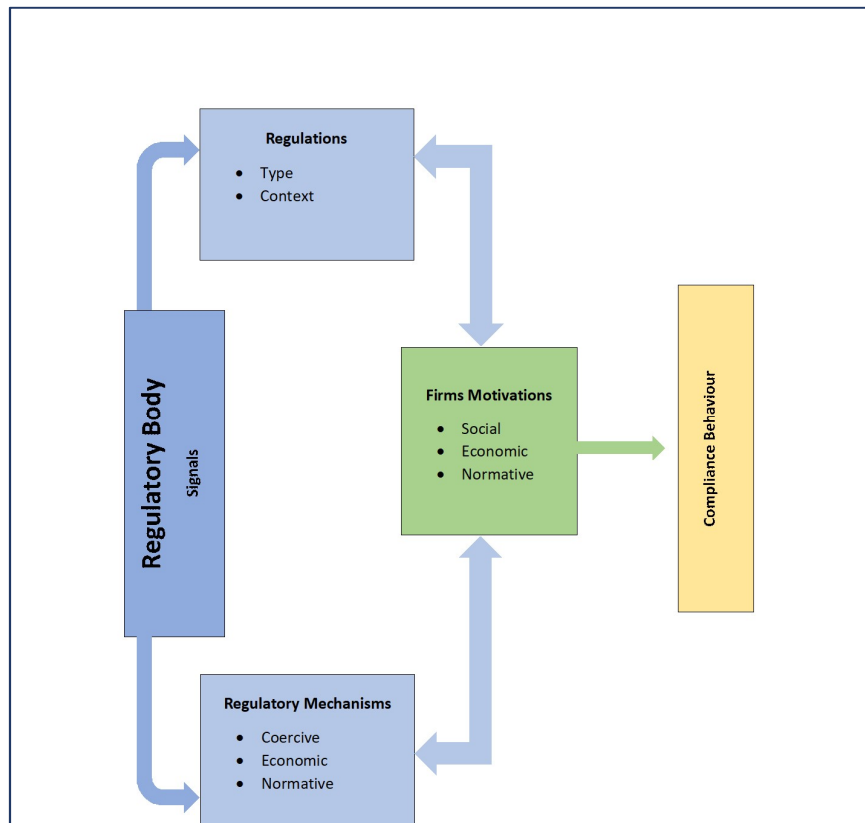 Regulations
Type
Context
Regulatory Body
Signals
Firms Motivations
Social
Economic
Normative
Compliance Behaviour
Regulatory Mechanisms
Coercive
Economic
Normative